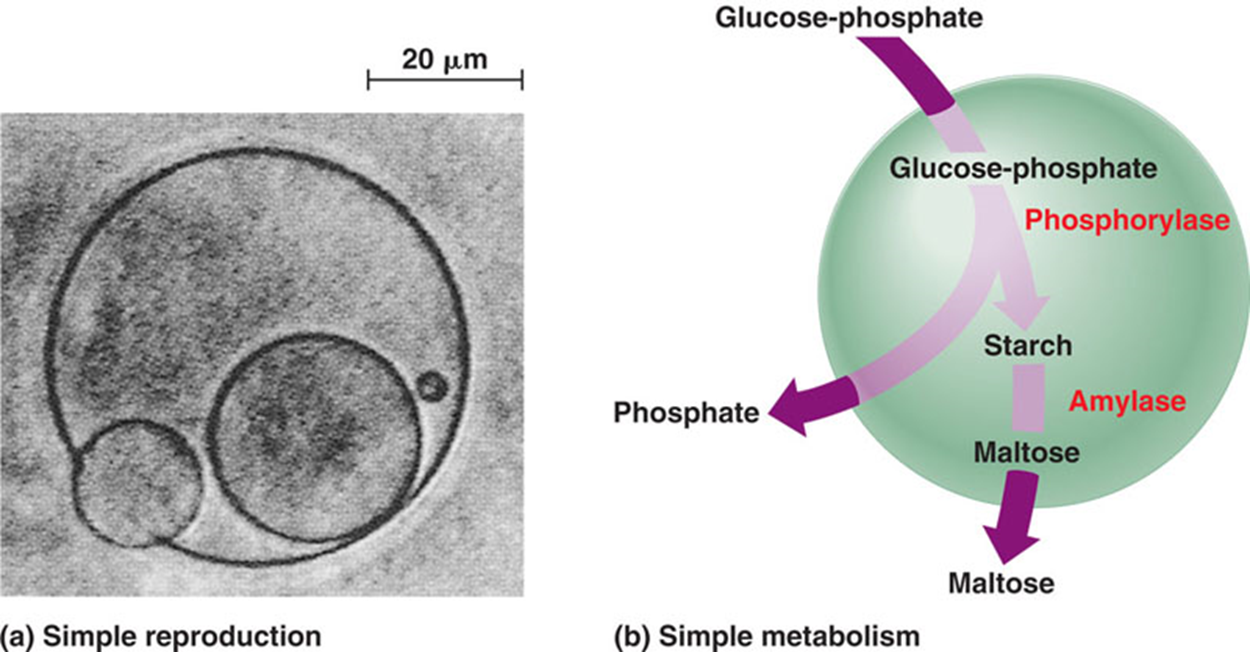 20 μm
(a) Simple reproduction
Glucose-phosphate
Glucose-phosphate
Phosphorylase
Starch
Phosphate
Amylase
Maltose
Maltose
(b) Simple metabolism